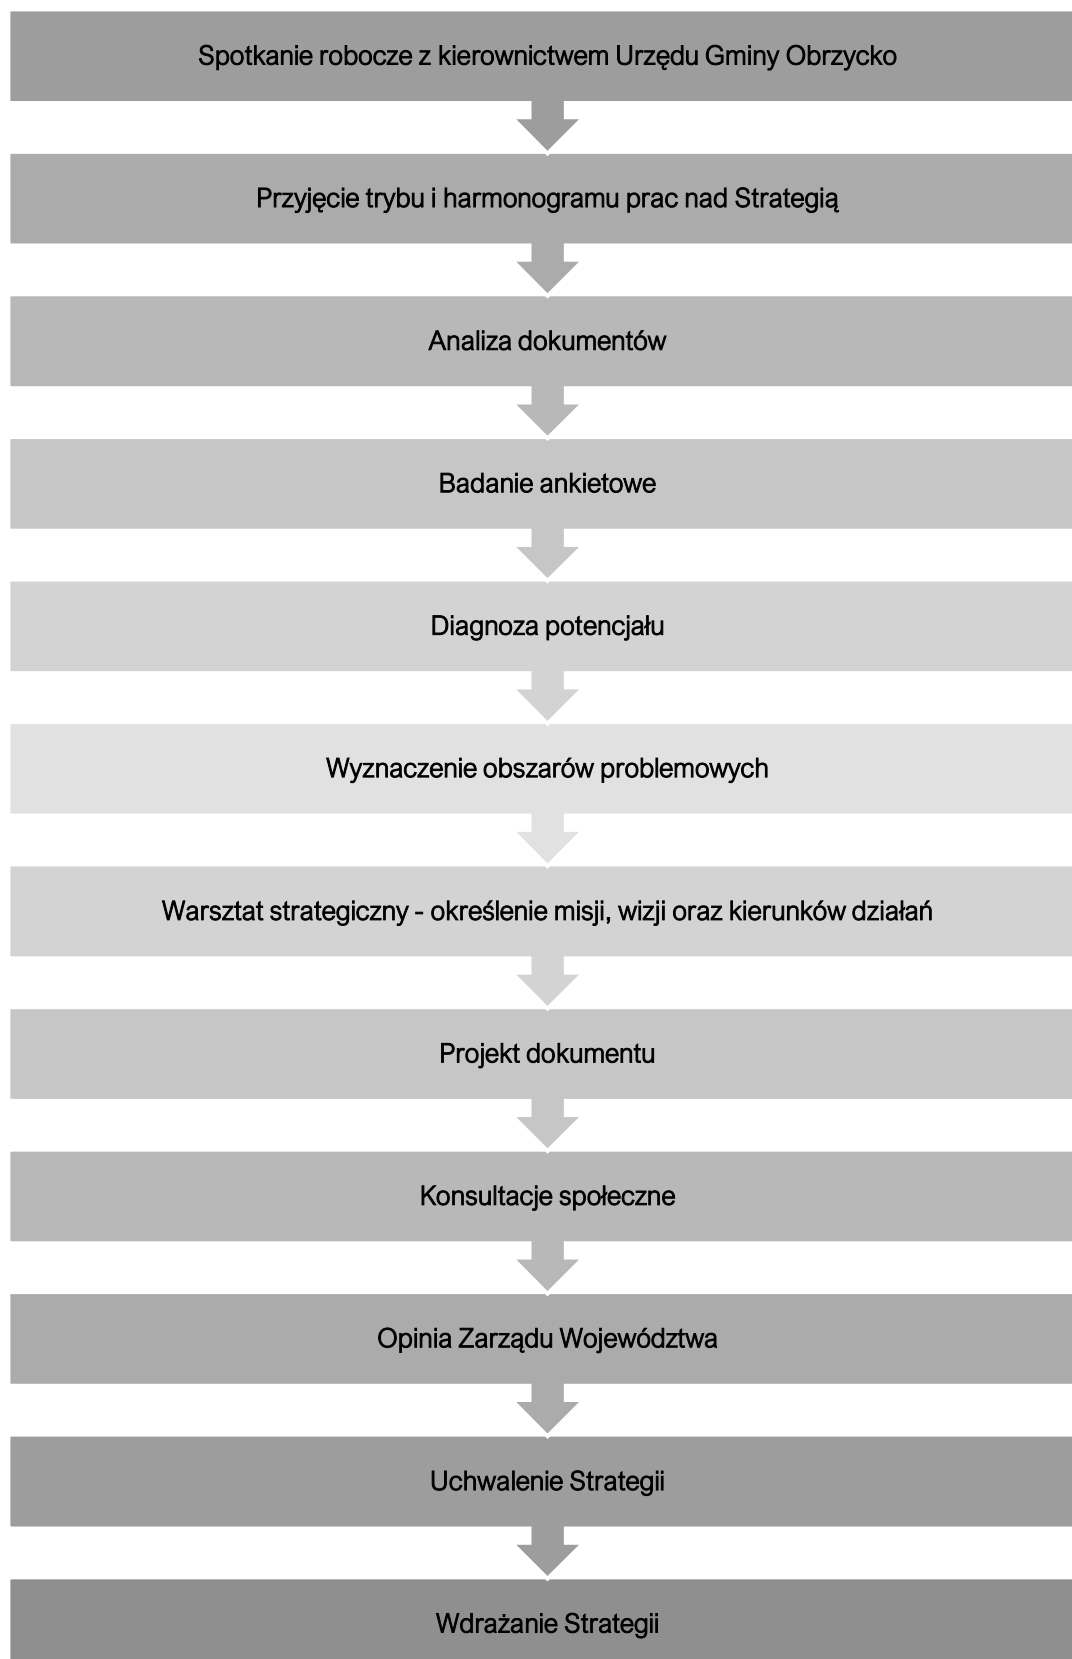 Spotkanie robocze z kierownictwem Urzędu Gminy Obrzycko
Przyjęcie trybu i harmonogramu prac nad Strategią
Analiza dokumentów
Badanie ankietowe
Diagnoza potencjału
Wyznaczenie obszarów problemowych
Warsztat strategiczny - określenie misji, wizji oraz kierunków działań
Projekt dokumentu
Konsultacje społeczne
Opinia Zarządu Województwa
Uchwalenie Strategii
Wdrażanie Strategii